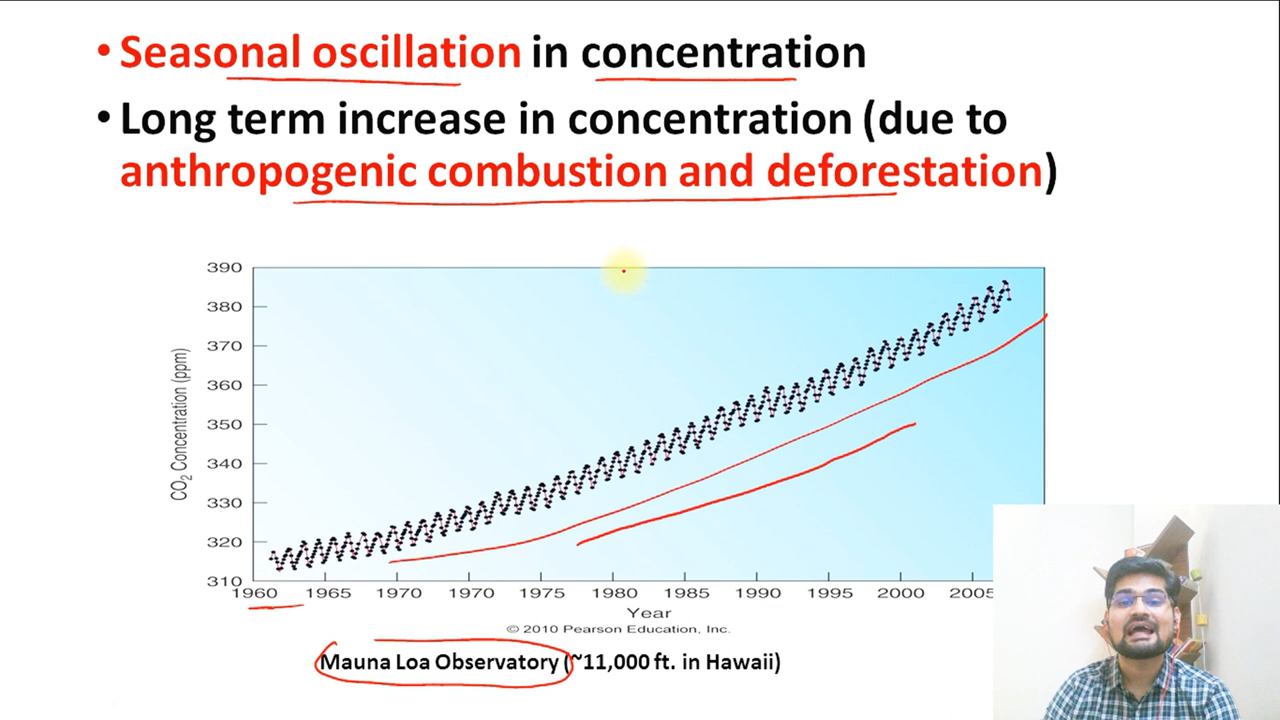 • Seasonal oscillation in concentration
• Long term increase in concentration (due to
anthropogenic combustion and deforestation)
390
380
370
360
350
340
330
320
310
CO2 Concentration (ppm)
1960 1965 1970 1970 1975 1980 1985 1990 1995 2000 2005
Year
© 2010 Pearson Education, Inc.
Mauna Loa Observatory (~11,000 ft. in Hawaii)